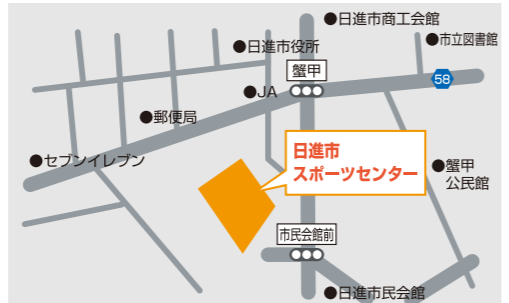 ●日進市商工会館
●日進市役所
●市立図書館
蟹甲
58
●JA
●郵便局
●セブンイレブン
日進市
スポーツセンター
●蟹甲
公民館
市民会館前
●日進市民会館